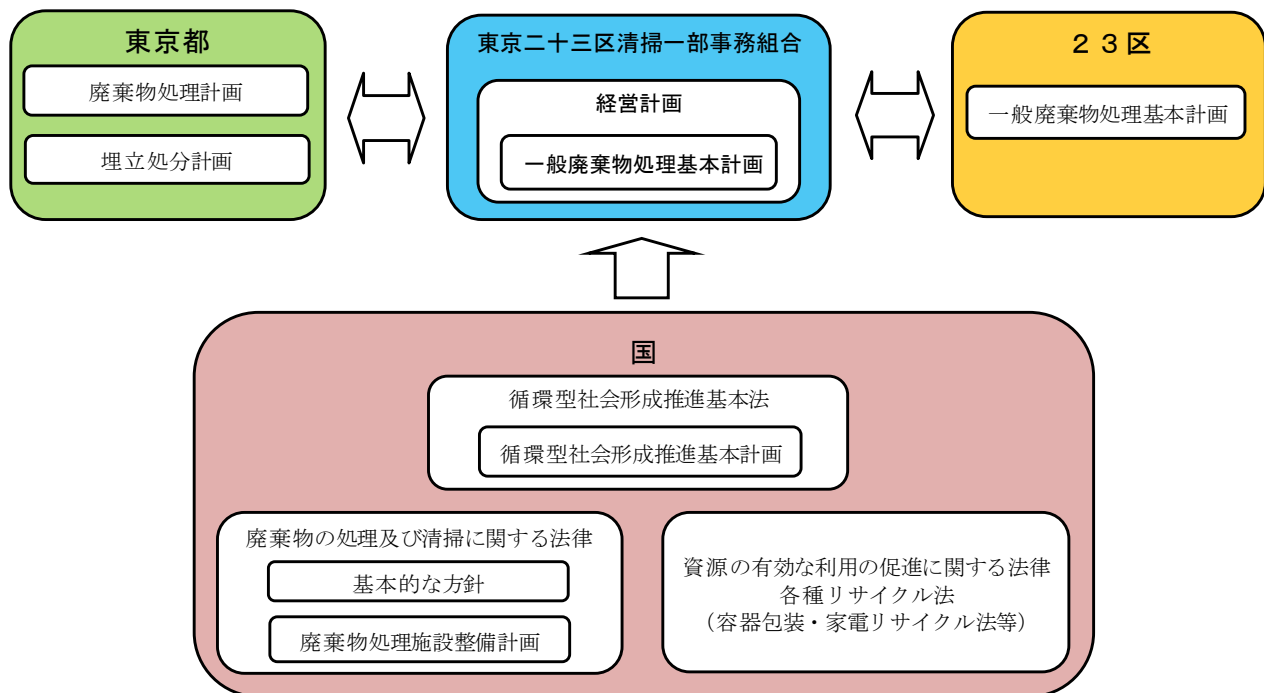 東京都
廃棄物処理計画
埋立処分計画
東京二十三区清掃一部事務組合
経営計画
一般廃棄物処理基本計画
２３区
一般廃棄物処理基本計画
国
循環型社会形成推進基本法
循環型社会形成推進基本計画
廃棄物の処理及び清掃に関する法律
基本的な方針
廃棄物処理施設整備計画
資源の有効な利用の促進に関する法律
各種リサイクル法
（容器包装・家電リサイクル法等）